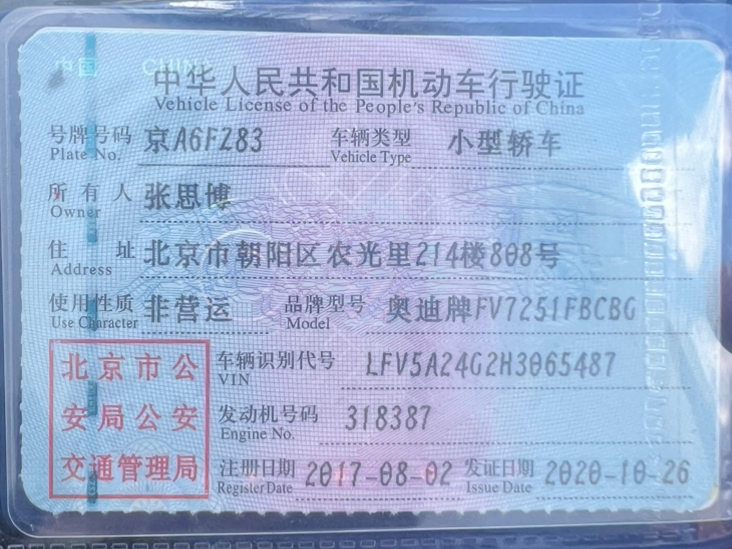 中国 CHINA
中华人民共和国机动车行驶证
Vehicle License of the People's Republic of China
号牌号码 京A6FZ83 车辆类型 小型轿车
Plate No. Vehicle Type
所有人 张思博
Owner
住址 北京市朝阳区农光里214楼808号
Address
使用性质 非营运 品牌型号 奥迪牌FV7251FBCBG
Use Character Model
北京市公安局公安交通管理局
车辆识别代号 LFV5A24G2H3065487
VIN
发动机号码 318387
Engine No.
注册日期 2017-08-02 发证日期 2020-10-26
Register Date Issue Date